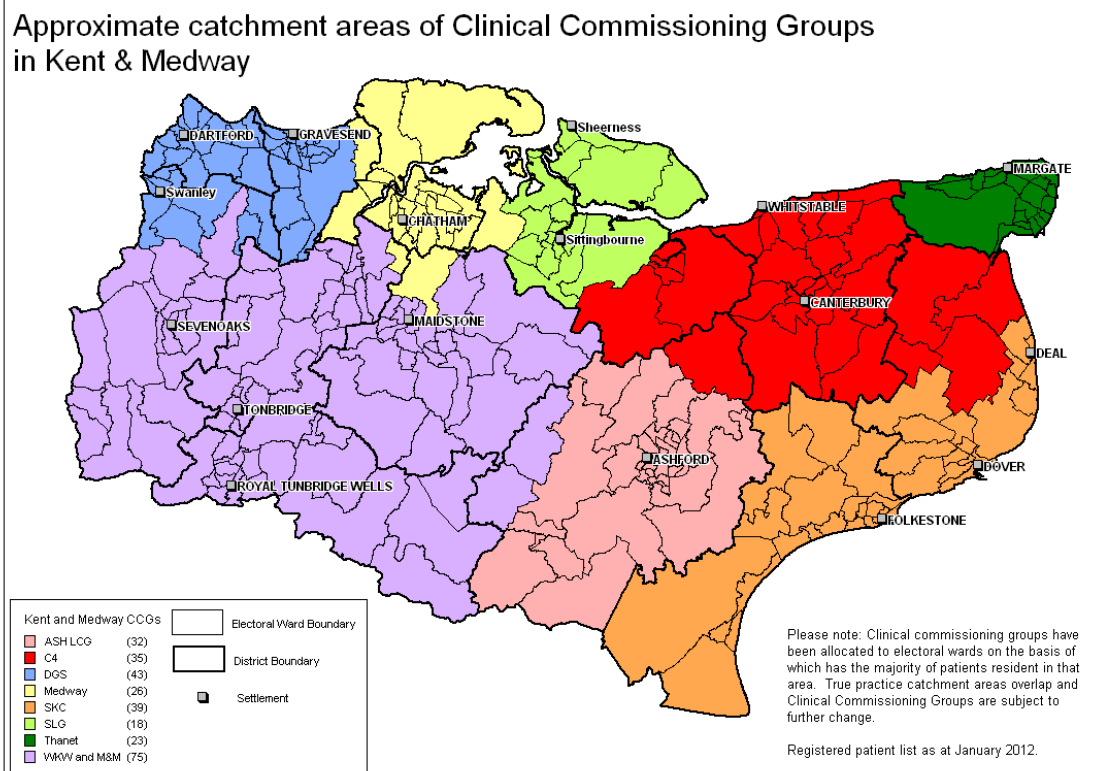 Approximate catchment areas of Clinical Commissioning Groups
in Kent & Medway
Sheerness
DARTFORD
GRAVESEND
MARGATE
Swanley
WHITSTABLE
CHATHAM
Sittingbourne
CANTERBURY
MAIDSTONE
SEVENOAKS
DEAL
TONBRIDGE
ASHFORD
DOVER
ROYAL TUNBRIDGE WELLS
FOLKESTONE
Kent and Medway CCGs
ASH LCG (32)
C4 (35)
DGS (43)
Medway (26)
SKC (39)
SLG (18)
Thanet (23)
WKW and M&M (75)
Electoral Ward Boundary
District Boundary
Settlement
Please note: Clinical commissioning groups have
been allocated to electoral wards on the basis of
which has the majority of patients resident in that
area. True practice catchment areas overlap and
Clinical Commissioning Groups are subject to
further change.
Registered patient list as at January 2012.